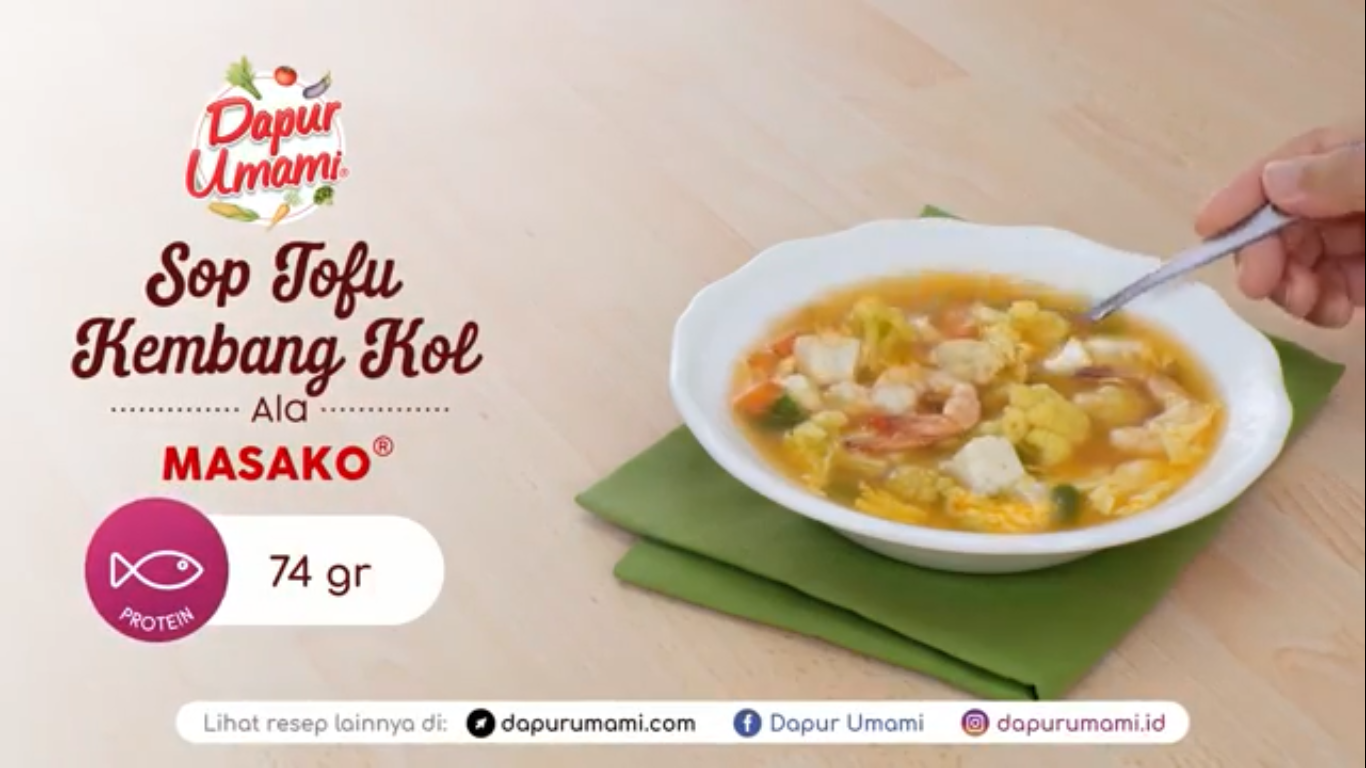 Dapur
Umami®
Sop Tofu
Kembang Kol
Ala
MASAKO®
PROTEIN
74 gr
Lihat resep lainnya di: dapurumami.com Dapur Umami dapurumami.id